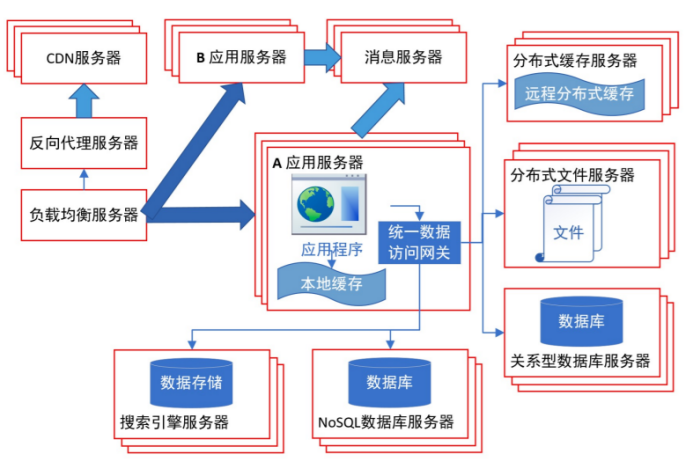 CDN服务器
B 应用服务器
消息服务器
分布式缓存服务器
远程分布式缓存
反向代理服务器
A 应用服务器
分布式文件服务器
负载均衡服务器
文件
统一数据
访问网关
应用程序
本地缓存
数据库
关系型数据库服务器
数据存储
搜索引擎服务器
数据库
NoSQL数据库服务器